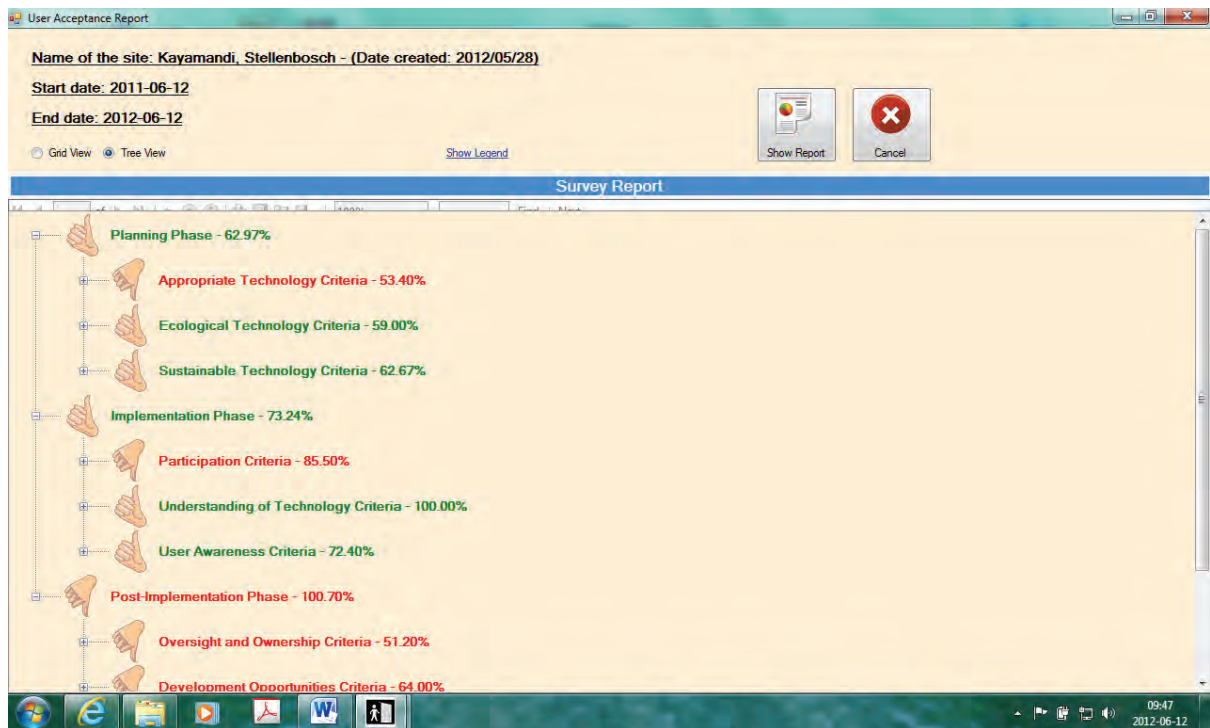 User Acceptance Report
Name of the site: Kayamandi, Stellenbosch - (Date created: 2012/05/28)
Start date: 2011-06-12
End date: 2012-06-12
Grid View Tree View Show Legend
Show Report Cancel
Survey Report
Planning Phase - 62.97%
Appropriate Technology Criteria - 53.40%
Ecological Technology Criteria - 59.00%
Sustainable Technology Criteria - 62.67%
Implementation Phase - 73.24%
Participation Criteria - 85.50%
Understanding of Technology Criteria - 100.00%
User Awareness Criteria - 72.40%
Post-Implementation Phase - 100.70%
Oversight and Ownership Criteria - 51.20%
Development Opportunities Criteria - 64.00%
09:47
2012-06-12